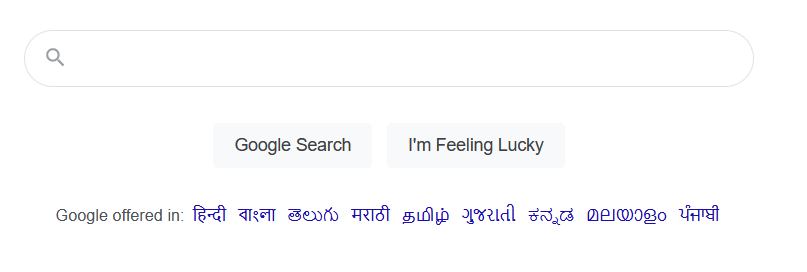 Google Search I'm Feeling Lucky
Google offered in: हिन्दी বাংলা తెలుగు मराठी தமிழ் ગુજરાતી ಕನ್ನಡ മലയാളം ਪੰਜਾਬੀ